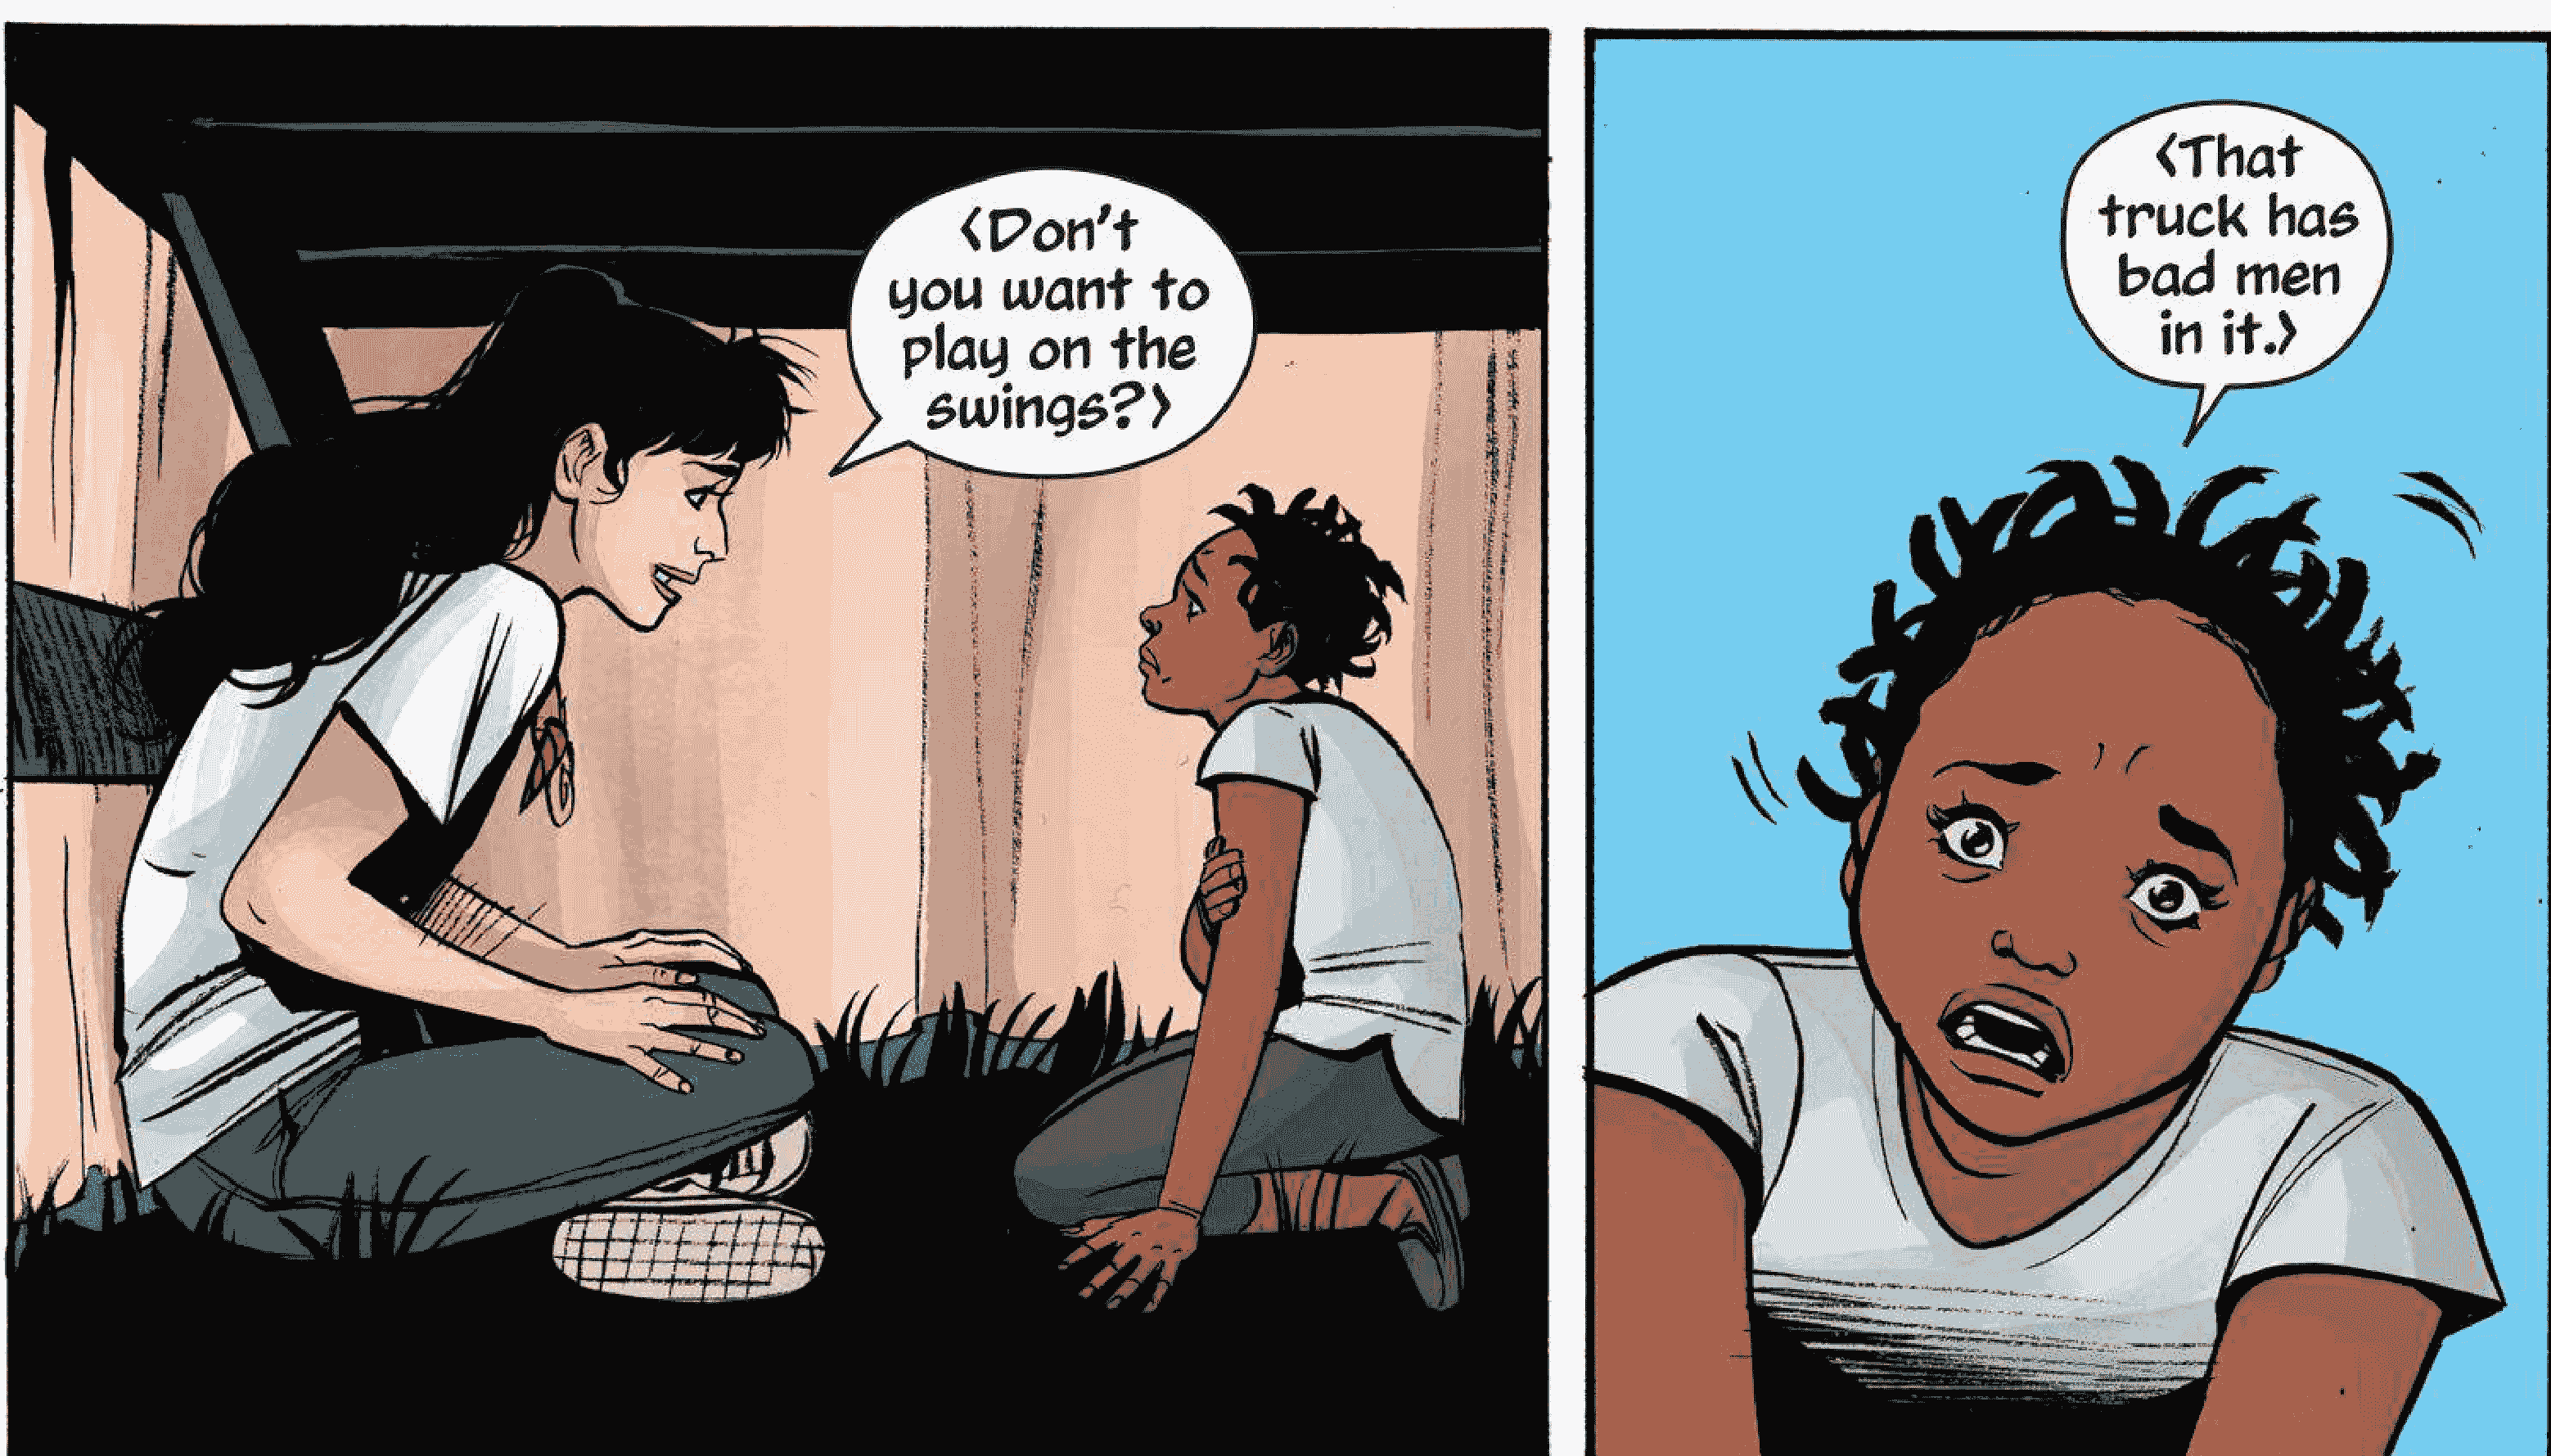 <Don't
you want to
play on the
swings?>
<That
truck has
bad men
in it.>